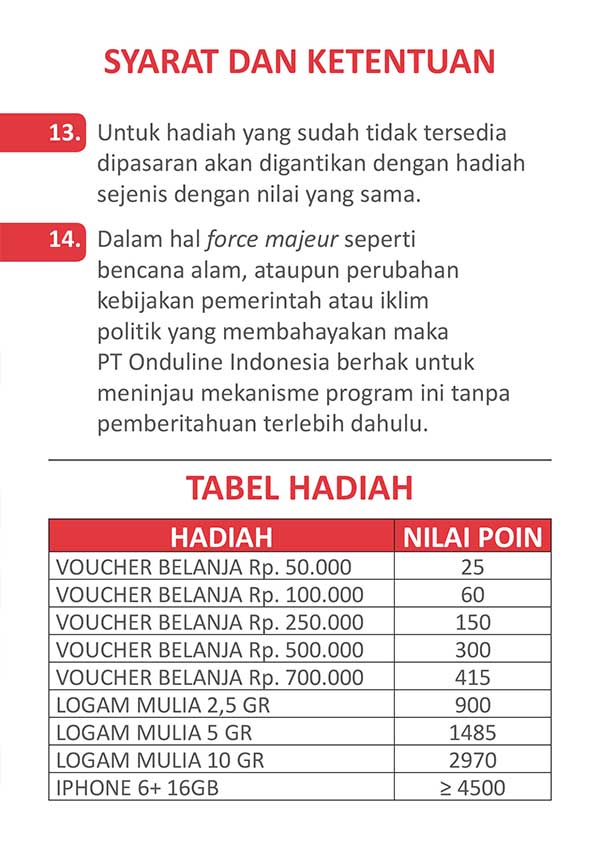 SYARAT DAN KETENTUAN
13. Untuk hadiah yang sudah tidak tersedia
dipasaran akan digantikan dengan hadiah
sejenis dengan nilai yang sama.
14. Dalam hal force majeur seperti
bencana alam, ataupun perubahan
kebijakan pemerintah atau iklim
politik yang membahayakan maka
PT Onduline Indonesia berhak untuk
meninjau mekanisme program ini tanpa
pemberitahuan terlebih dahulu.
TABEL HADIAH
HADIAH NILAI POIN
VOUCHER BELANJA Rp. 50.000 25
VOUCHER BELANJA Rp. 100.000 60
VOUCHER BELANJA Rp. 250.000 150
VOUCHER BELANJA Rp. 500.000 300
VOUCHER BELANJA Rp. 700.000 415
LOGAM MULIA 2,5 GR 900
LOGAM MULIA 5 GR 1485
LOGAM MULIA 10 GR 2970
IPHONE 6+ 16GB ≥ 4500